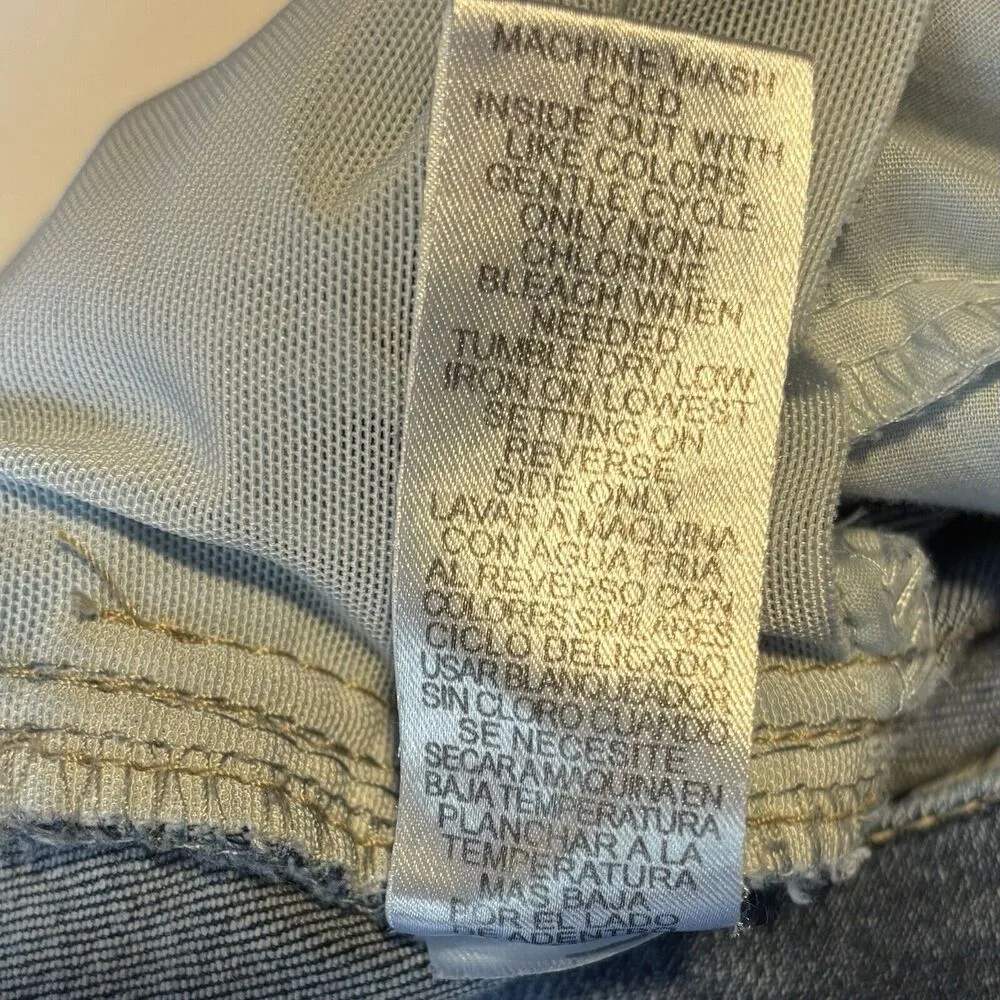 MACHINE WASH
COLD
INSIDE OUT WITH
LIKE COLORS
GENTLE CYCLE
ONLY NON-
CHLORINE
BLEACH WHEN
NEEDED
TUMBLE DRY LOW
IRON ON LOWEST
SETTING ON
REVERSE
SIDE ONLY
LAVAR A MAQUINA
CON AGUA FRIA
AL REVERSO CON
COLORES SIMILARES
CICLO DELICADO
USAR BLANQUEADOR
SIN CLORO CUANDO
SE NECESITE
SECAR A MAQUINA EN
BAJA TEMPERATURA
PLANCHAR A LA
TEMPERATURA
MAS BAJA
POR EL LADO
DE ADENTRO